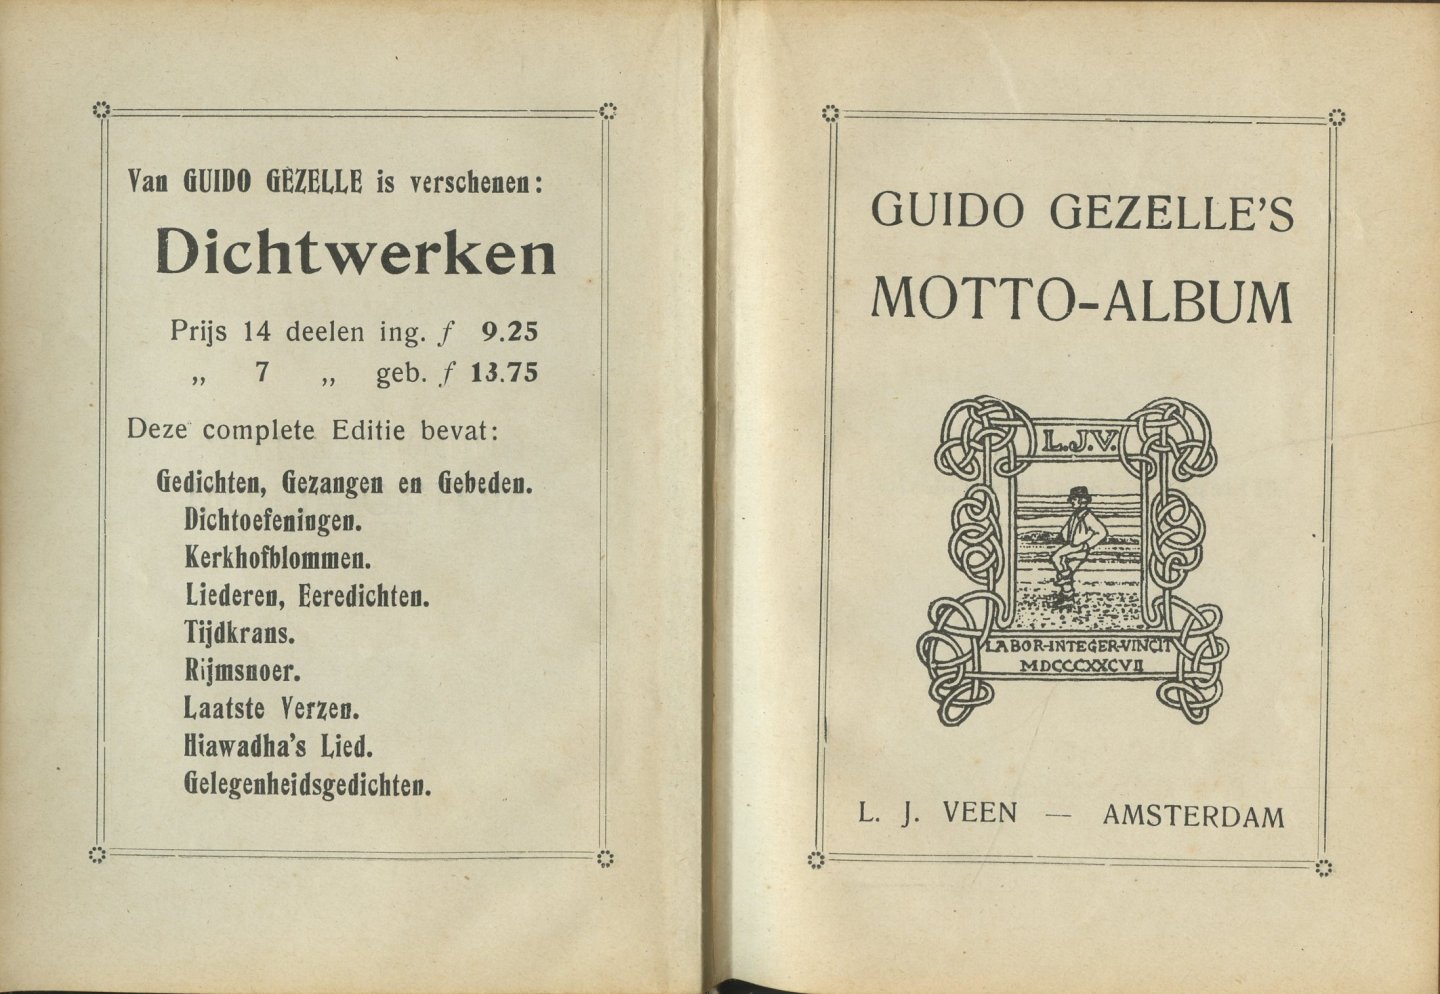 Van GUIDO GEZELLE is verschenen:
Dichtwerken
Prijs 14 deelen ing. f 9.25
„ 7 „ geb. f 13.75
Deze complete Editie bevat:
Gedichten, Gezangen en Gebeden.
Dichtoefeningen.
Kerkhofblommen.
Liederen, Eeredichten.
Tijdkrans.
Rijmsnoer.
Laatste Verzen.
Hiawadha's Lied.
Gelegenheidsgedichten.
GUIDO GEZELLE'S
MOTTO-ALBUM
L.J.V.
LABOR-INTEGER-VINCIT
MDCCCXXCVII
L. J. VEEN — AMSTERDAM